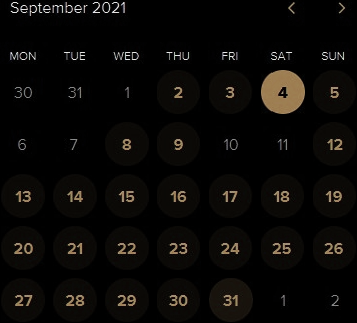 September 2021
MON TUE WED THU FRI SAT SUN
30 31 1 2 3 4 5
6 7 8 9 10 11 12
13 14 15 16 17 18 19
20 21 22 23 24 25 26
27 28 29 30 31 1 2